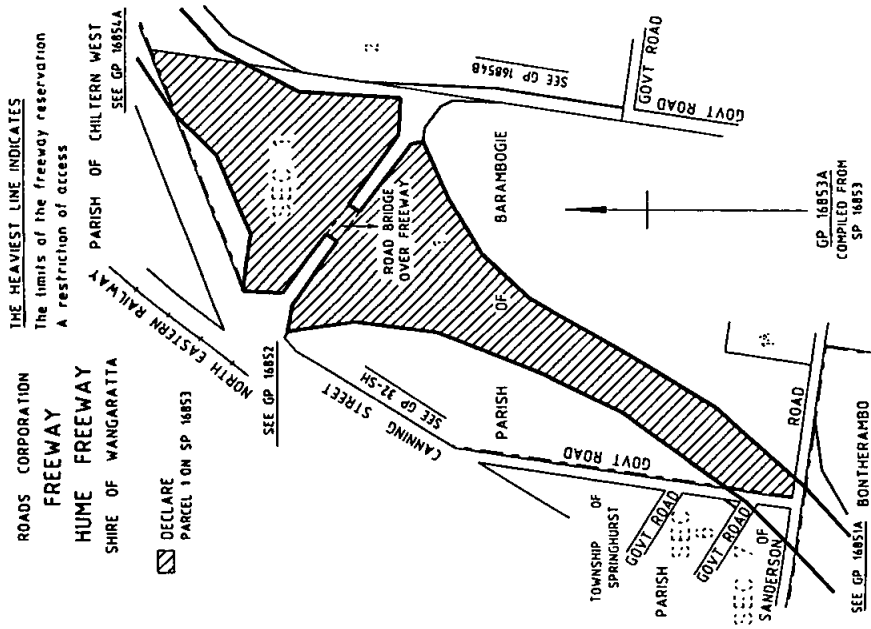 ROADS CORPORATION
FREEWAY
HUME FREEWAY
SHIRE OF WANGARATTA
DECLARE
PARCEL 1 ON SP 16853
THE HEAVIEST LINE INDICATES
The limits of the freeway reservation
A restriction of access
NORTH EASTERN RAILWAY
PARISH OF CHILTERN WEST
SEE GP 16854A
SEE GP 16852
SEC
ROAD BRIDGE
OVER FREEWAY
SEE GP 16854B
GOVT ROAD
GOVT ROAD
CANNING STREET
SEE GP 32-SH
PARISH
OF
BARAMBOGIE
GOVT ROAD
TOWNSHIP OF
SPRINGHURST
GOVT ROAD
PARISH
SEC
GOVT ROAD
SEC 7
OF
SANDERSON
ROAD
SEE GP 16851A
BONTHERAMBO
GP 16853A
COMPILED FROM
SP 16853